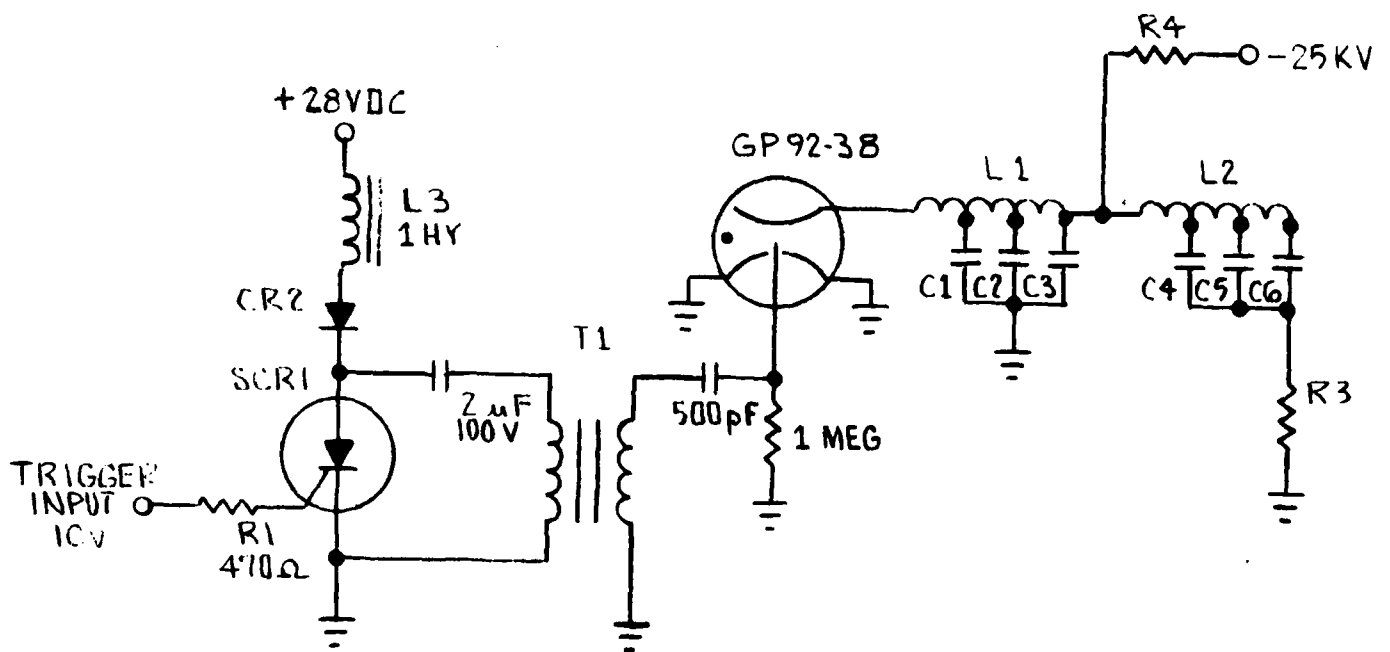 R4
-25KV
+28VDC
GP92-38
L3
1HY
L1
L2
CR2
C1 C2 C3
C4 C5 C6
T1
SCR1
2uF
100V
500pF
1 MEG
R3
TRIGGER
INPUT
10V
R1
470Ω